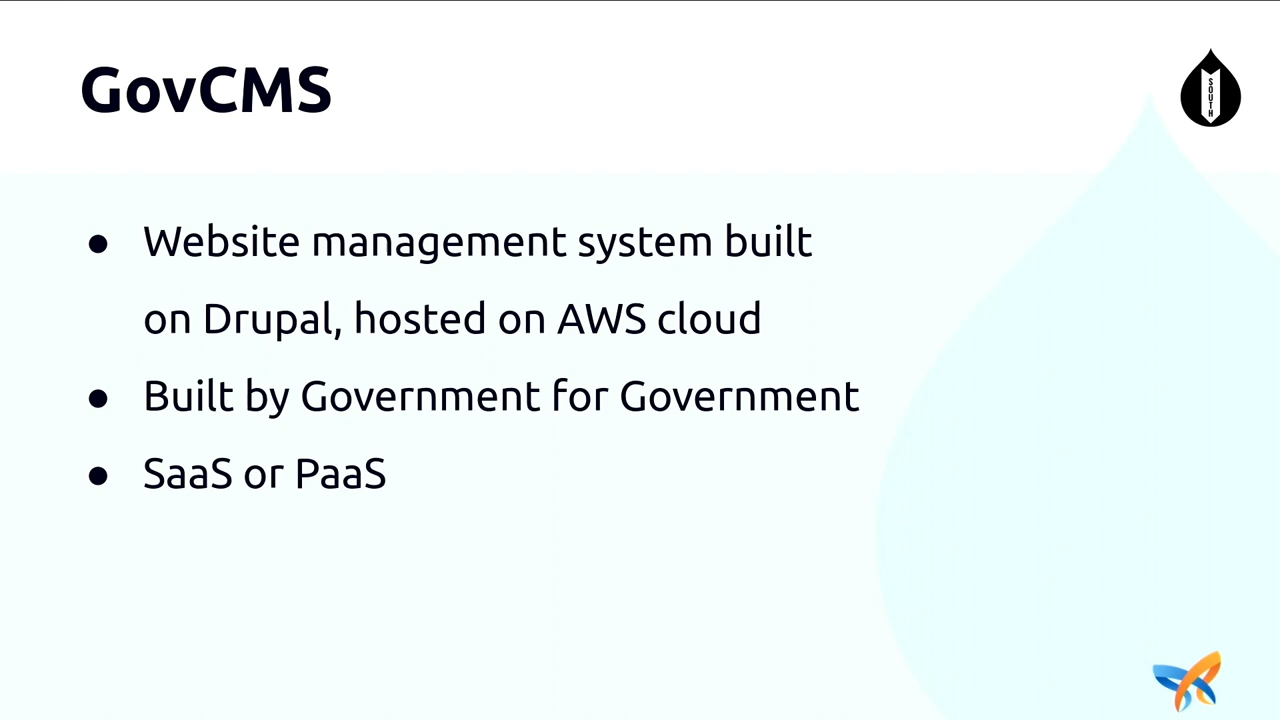 GovCMS
SOUTH
● Website management system built
on Drupal, hosted on AWS cloud
● Built by Government for Government
● SaaS or PaaS